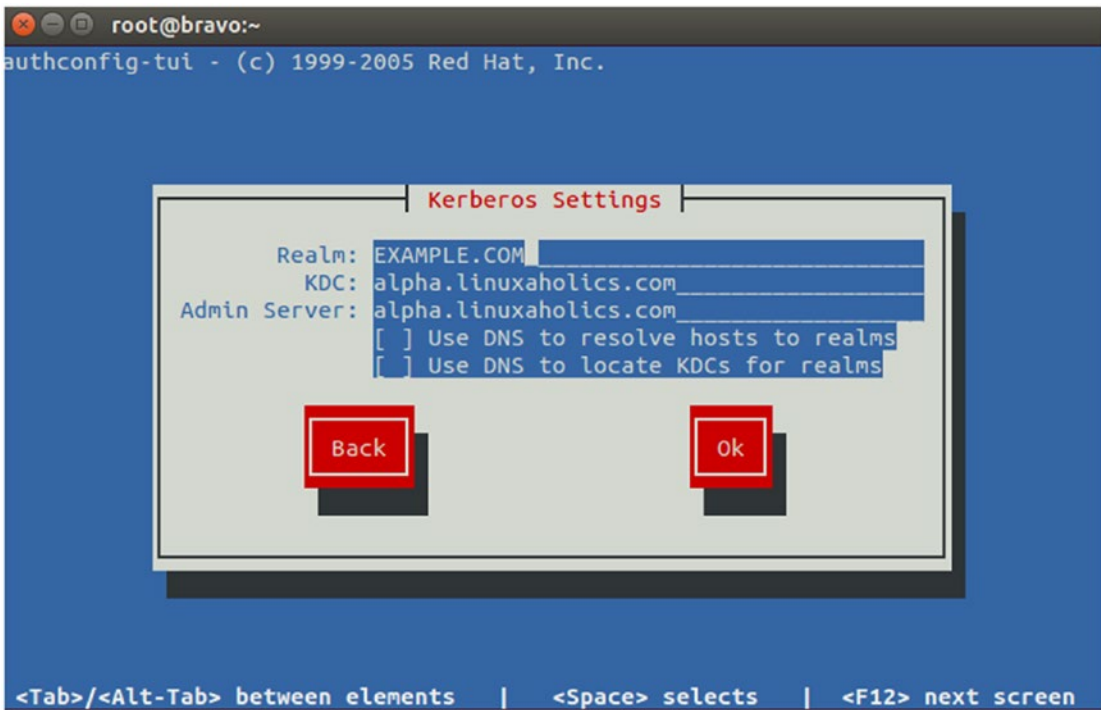 root@bravo:~
authconfig-tui - (c) 1999-2005 Red Hat, Inc.
Kerberos Settings
Realm: EXAMPLE.COM
KDC: alpha.linuxaholics.com
Admin Server: alpha.linuxaholics.com
[ ] Use DNS to resolve hosts to realms
[ ] Use DNS to locate KDCs for realms
Back Ok
<Tab>/<Alt-Tab> between elements | <Space> selects | <F12> next screen